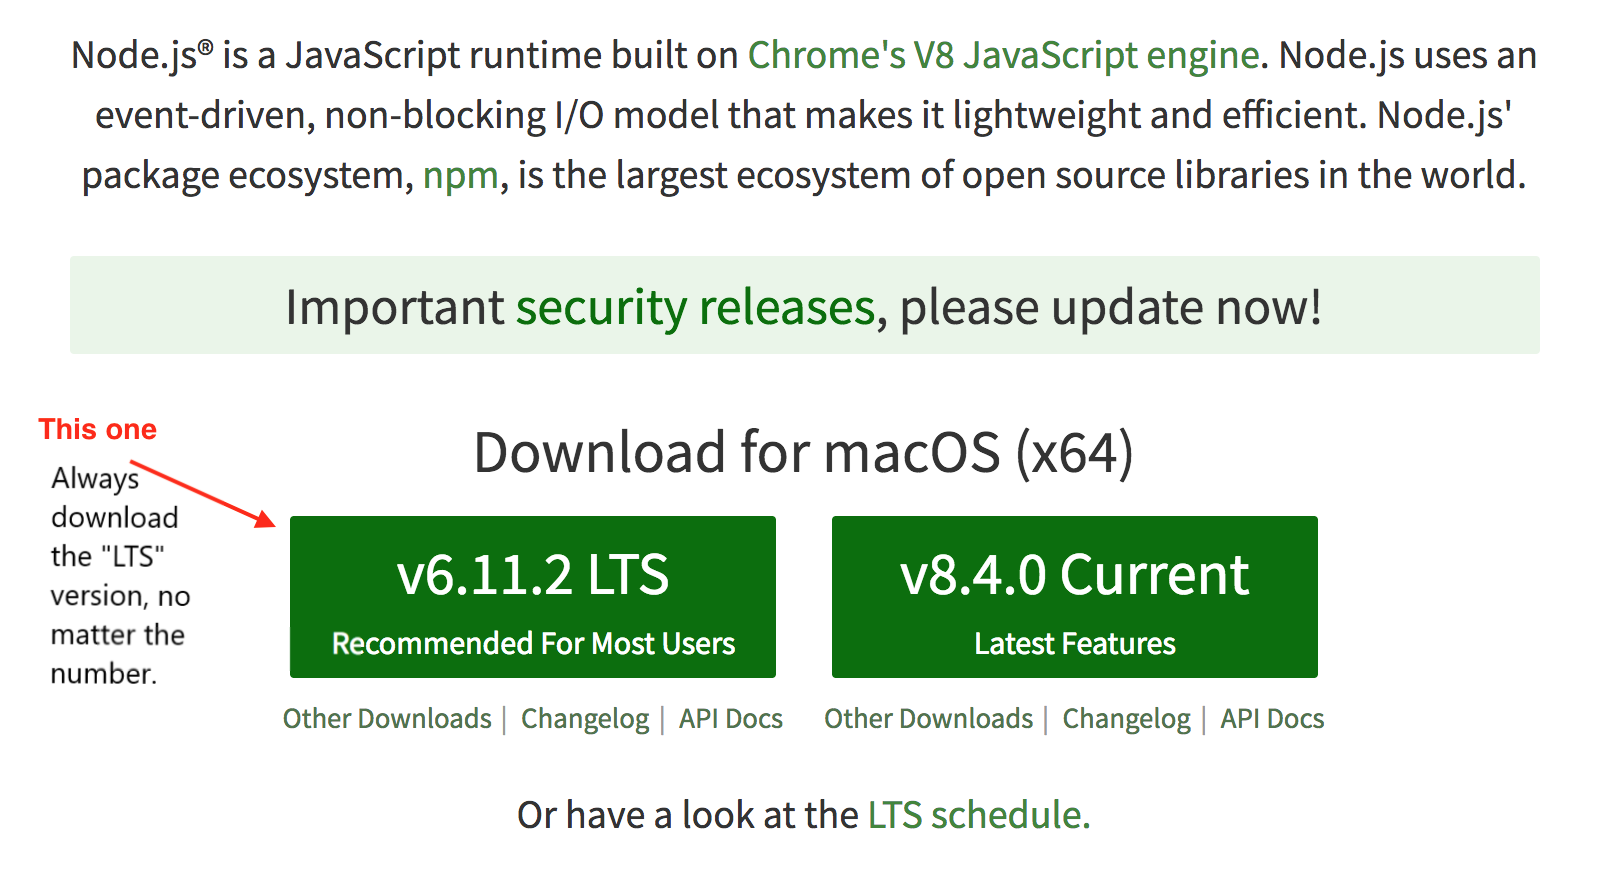 Node.js® is a JavaScript runtime built on Chrome's V8 JavaScript engine. Node.js uses an
event-driven, non-blocking I/O model that makes it lightweight and efficient. Node.js'
package ecosystem, npm, is the largest ecosystem of open source libraries in the world.
Important security releases, please update now!
This one
Always
download
the "LTS"
version, no
matter the
number.
Download for macOS (x64)
v6.11.2 LTS
Recommended For Most Users
Other Downloads | Changelog | API Docs
v8.4.0 Current
Latest Features
Other Downloads | Changelog | API Docs
Or have a look at the LTS schedule.